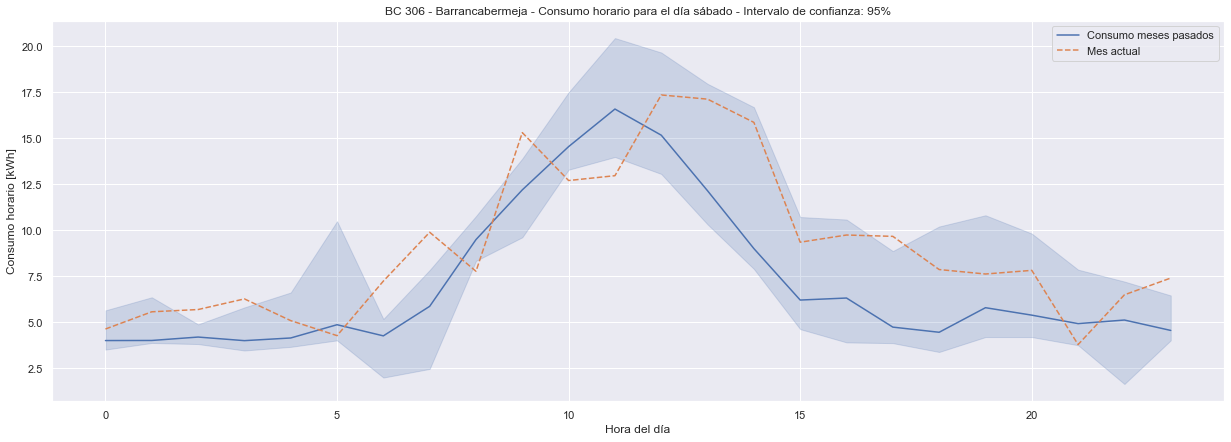 BC 306 - Barrancabermeja - Consumo horario para el día sábado - Intervalo de confianza: 95%
Consumo meses pasados
Mes actual
Consumo horario [kWh]
20.0
17.5
15.0
12.5
10.0
7.5
5.0
2.5
0
5
10
15
20
Hora del día